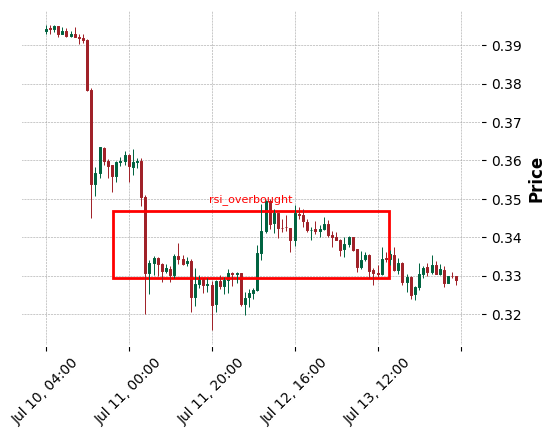 0.39
0.38
0.37
0.36
0.35
0.34
0.33
0.32
Price
rsi_overbought
Jul 10, 04:00
Jul 11, 00:00
Jul 11, 20:00
Jul 12, 16:00
Jul 13, 12:00